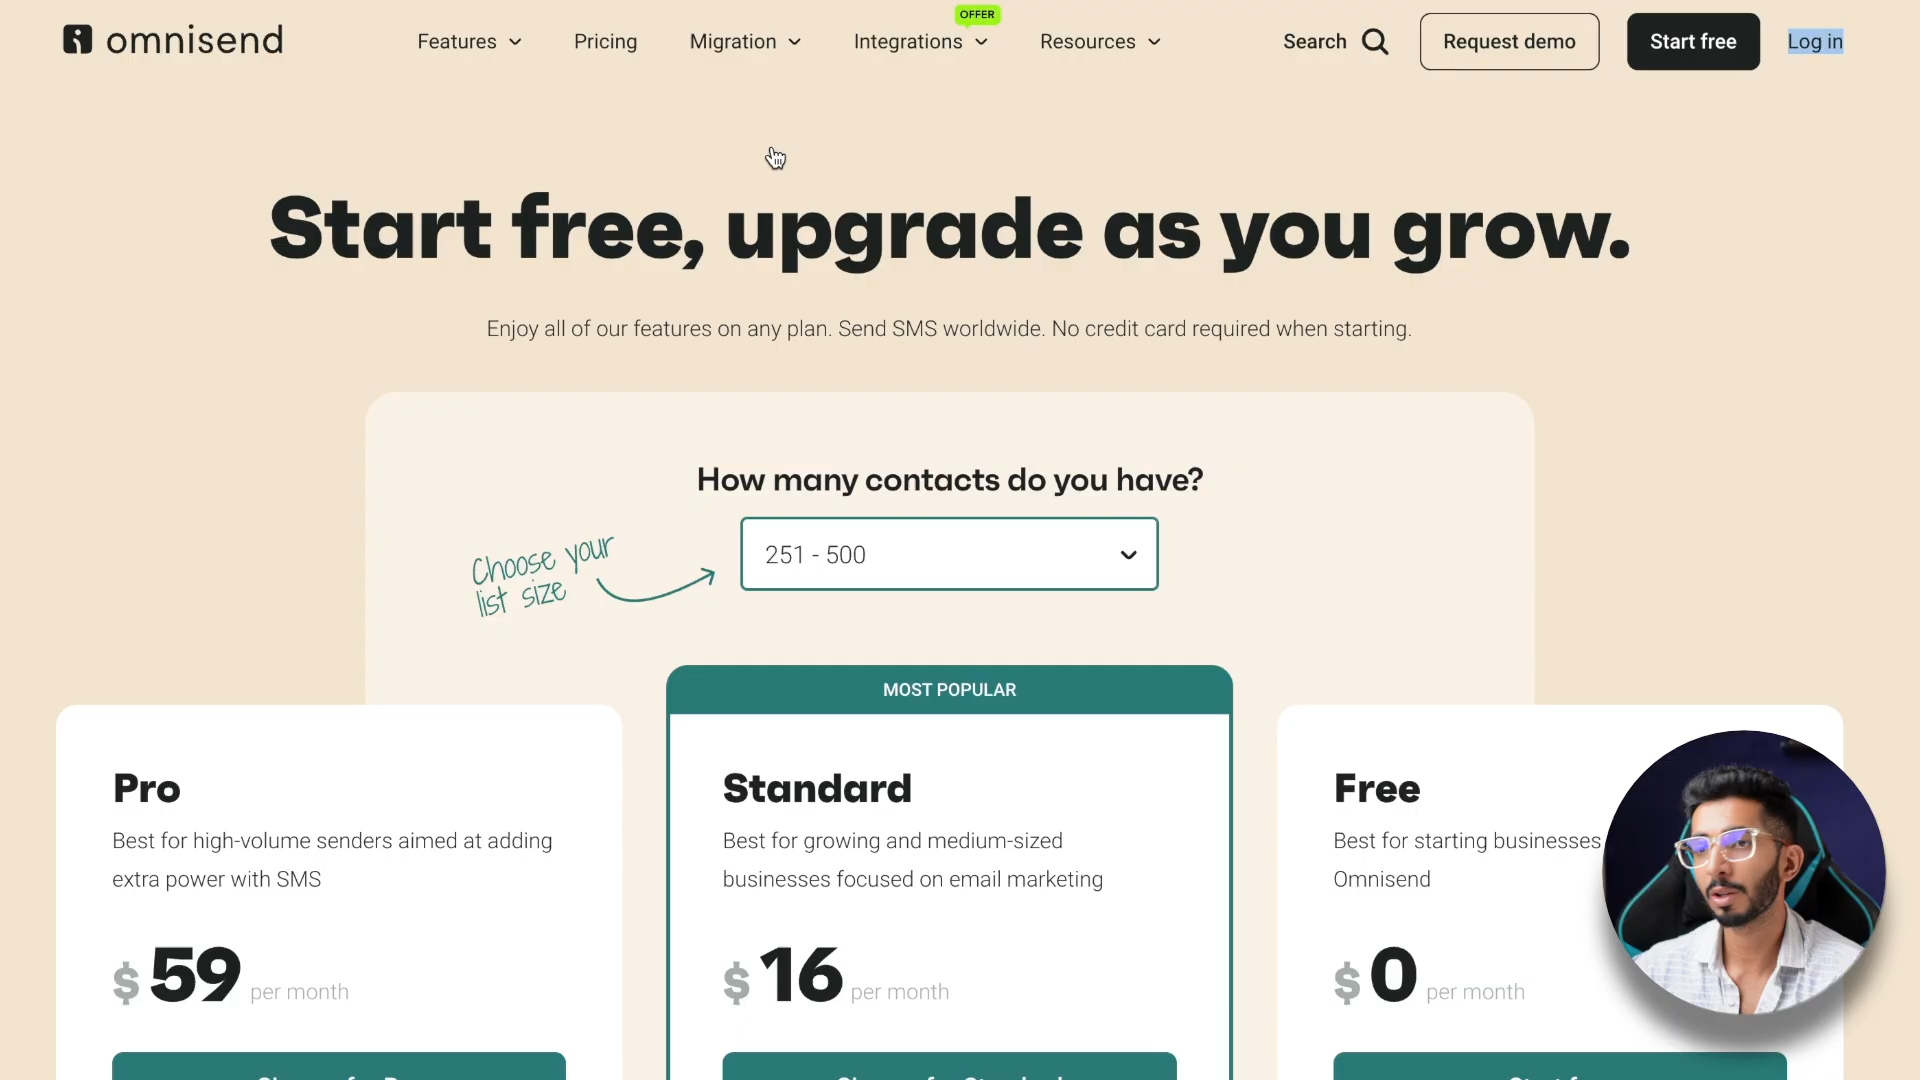 omnisend
Features
Pricing
Migration
OFFER
Integrations
Resources
Search
Request demo
Start free
Log in
Start free, upgrade as you grow.
Enjoy all of our features on any plan. Send SMS worldwide. No credit card required when starting.
How many contacts do you have?
Choose your
list size
251 - 500
MOST POPULAR
Pro
Best for high-volume senders aimed at adding
extra power with SMS
$ 59 per month
Standard
Best for growing and medium-sized
businesses focused on email marketing
$ 16 per month
Free
Best for starting businesses
Omnisend
$ 0 per month